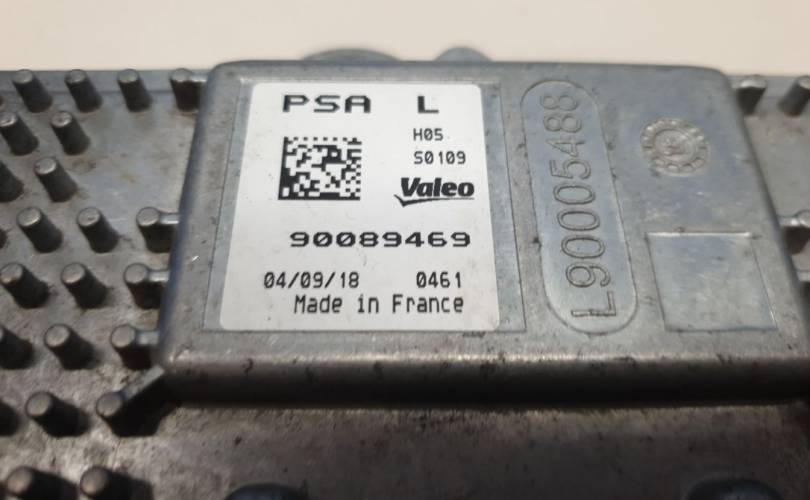 PSA L
H05
S0109
Valeo
90089469
04/09/18 0461
Made in France
L90005488